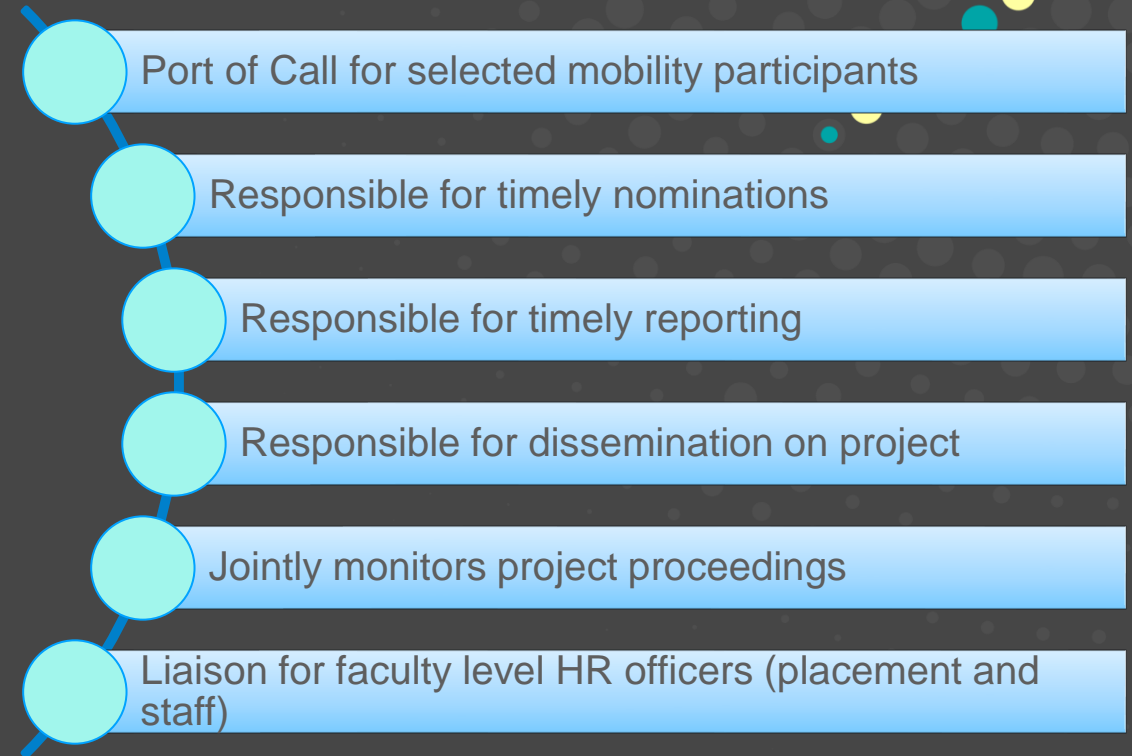 Port of Call for selected mobility participants
Responsible for timely nominations
Responsible for timely reporting
Responsible for dissemination on project
Jointly monitors project proceedings
Liaison for faculty level HR officers (placement and
staff)